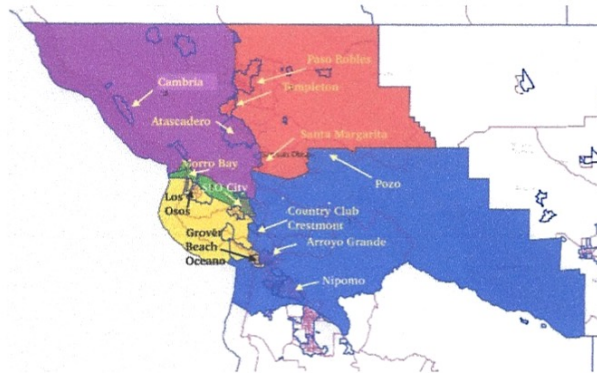 Paso Robles
Cambria
Templeton
Atascadero
Santa Margarita
Morro Bay
SLO City
Pozo
Los
Osos
Country Club
Crestmont
Grover
Beach
Oceano
Arroyo Grande
Nipomo